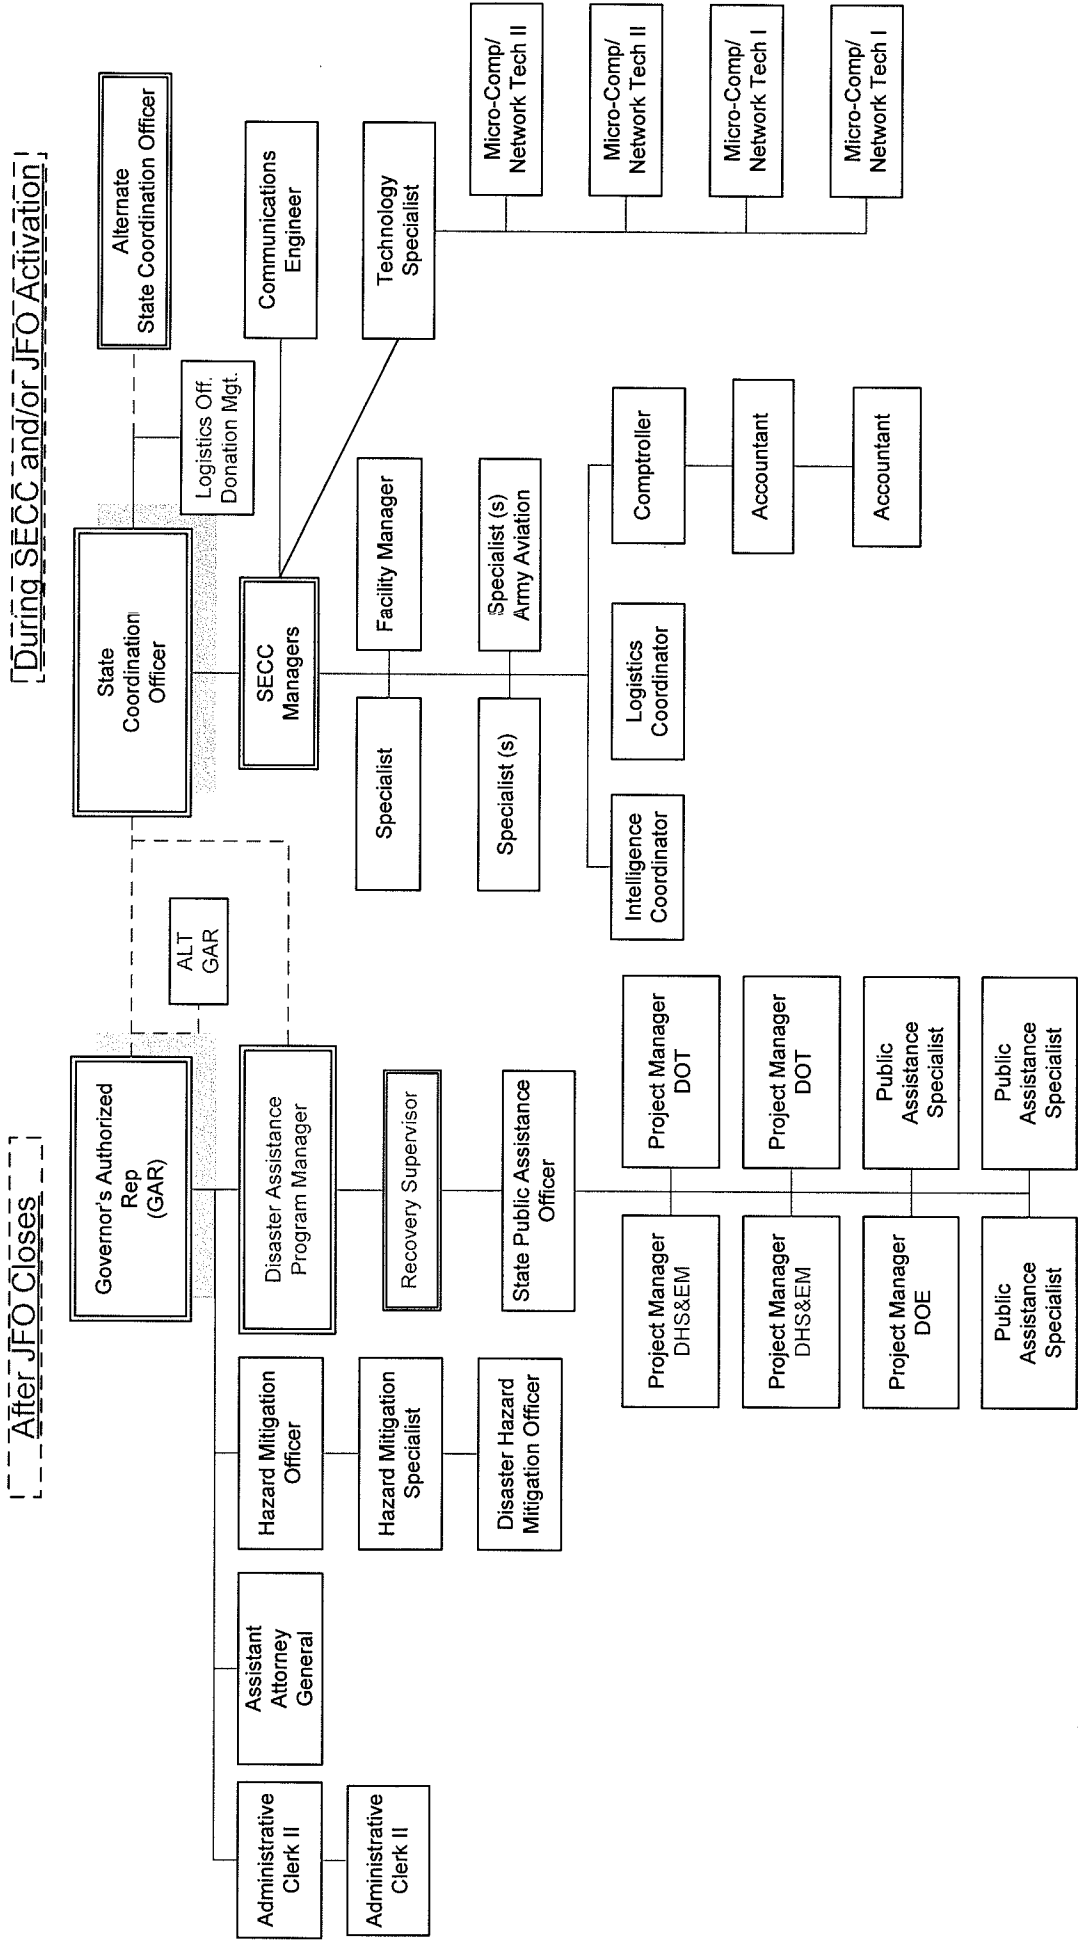 After JFO Closes
During SECC and/or JFO Activation
Governor's Authorized
Rep
(GAR)
ALT
GAR
State
Coordination
Officer
Alternate
State Coordination Officer
Logistics Off.
Donation Mgt.
Administrative
Clerk II
Administrative
Clerk II
Assistant
Attorney
General
Hazard Mitigation
Officer
Hazard Mitigation
Specialist
Disaster Hazard
Mitigation Officer
Disaster Assistance
Program Manager
Recovery Supervisor
State Public Assistance
Officer
Project Manager
DHS&EM
Project Manager
DOT
Project Manager
DHS&EM
Project Manager
DOT
Project Manager
DOE
Public
Assistance
Specialist
Public
Assistance
Specialist
Public
Assistance
Specialist
SECC
Managers
Communications
Engineer
Technology
Specialist
Micro-Comp/
Network Tech II
Micro-Comp/
Network Tech II
Micro-Comp/
Network Tech I
Micro-Comp/
Network Tech I
Specialist
Facility Manager
Specialist (s)
Specialist (s)
Army Aviation
Intelligence
Coordinator
Logistics
Coordinator
Comptroller
Accountant
Accountant